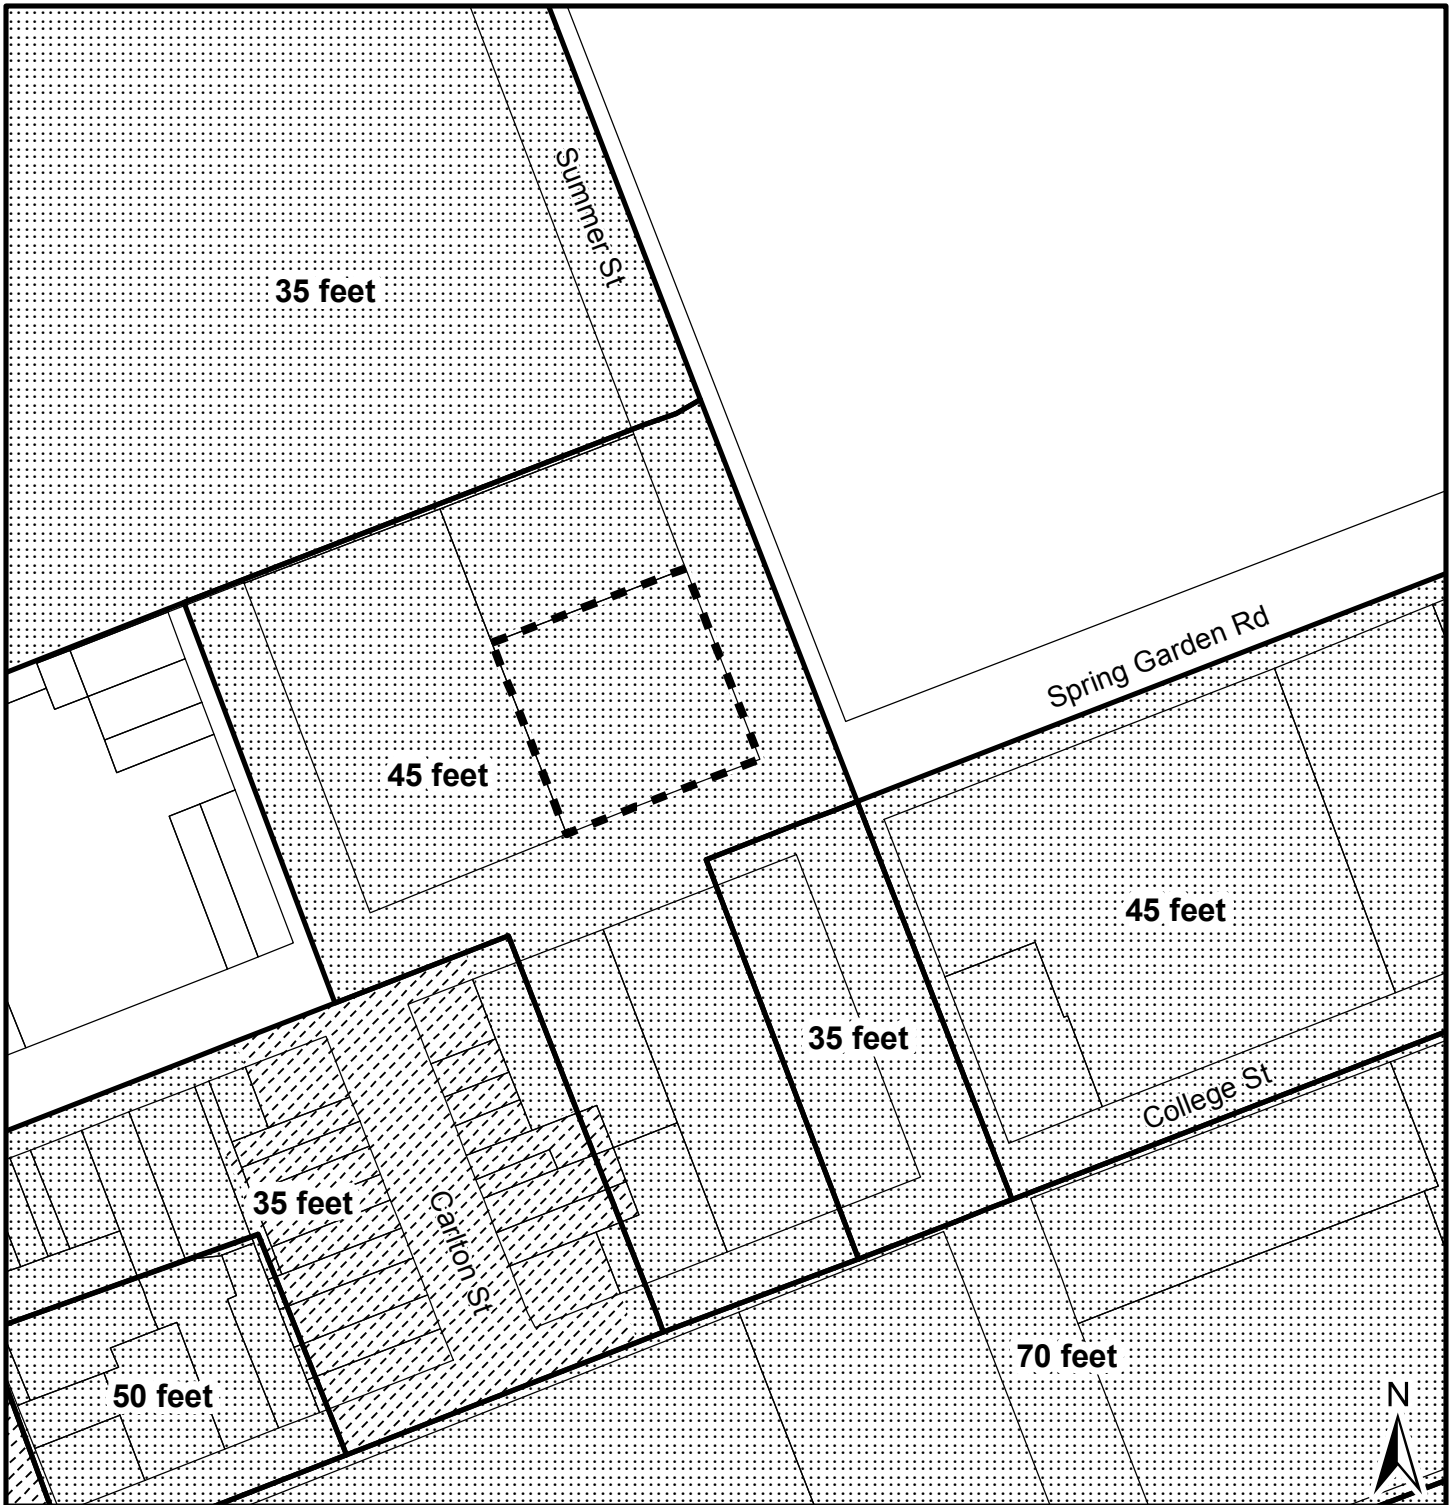 Summer St
35 feet
Spring Garden Rd
45 feet
45 feet
35 feet
College St
35 feet
Carlton St
70 feet
50 feet
N